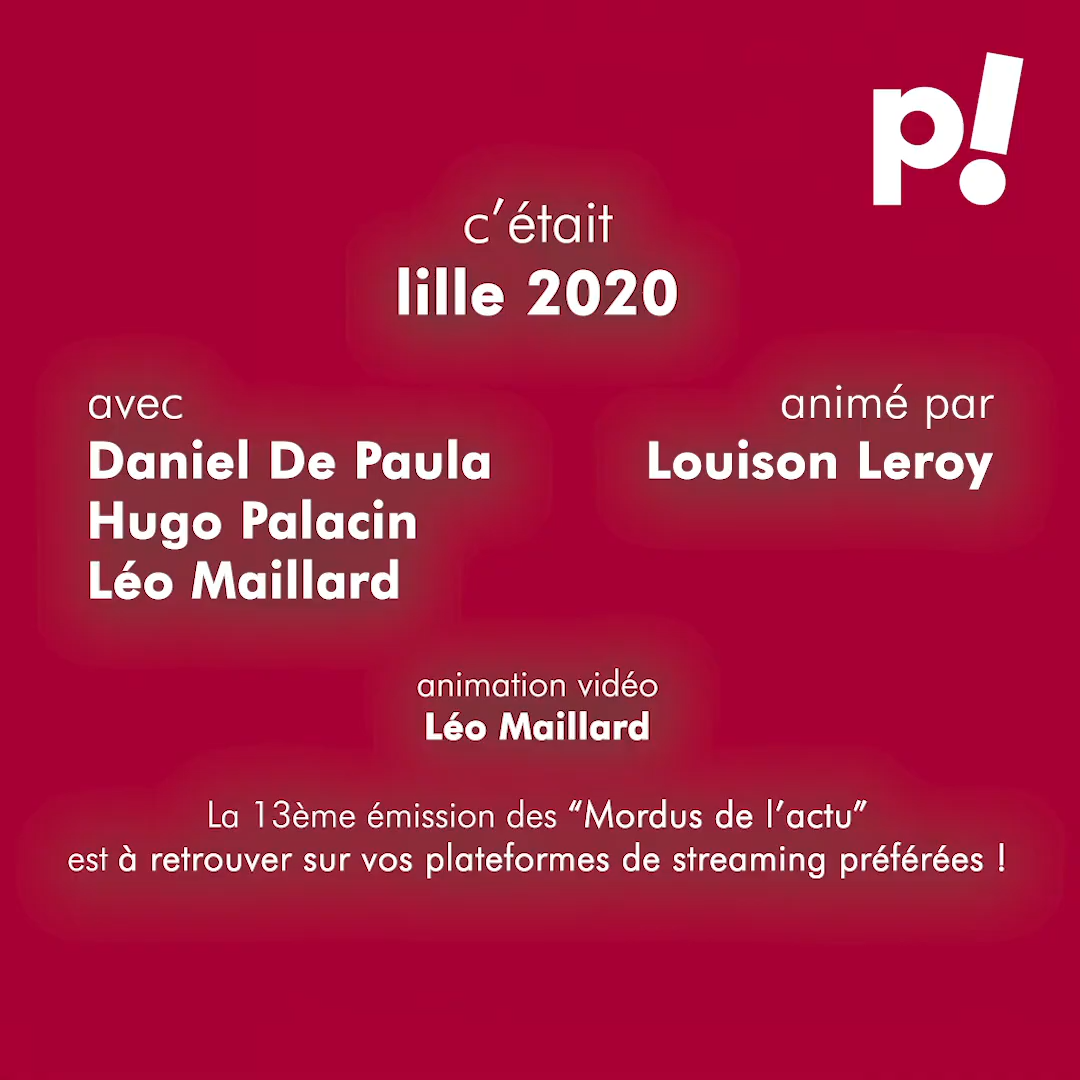 p!
c’était
lille 2020
avec
Daniel De Paula
Hugo Palacin
Léo Maillard
animé par
Louison Leroy
animation vidéo
Léo Maillard
La 13ème émission des “Mordus de l’actu”
est à retrouver sur vos plateformes de streaming préférées !